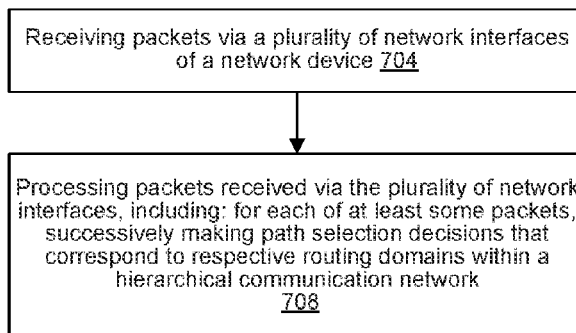 Receiving packets via a plurality of network interfaces
of a network device 704
Processing packets received via the plurality of network
interfaces, including: for each of at least some packets,
successively making path selection decisions that
correspond to respective routing domains within a
hierarchical communication network
708